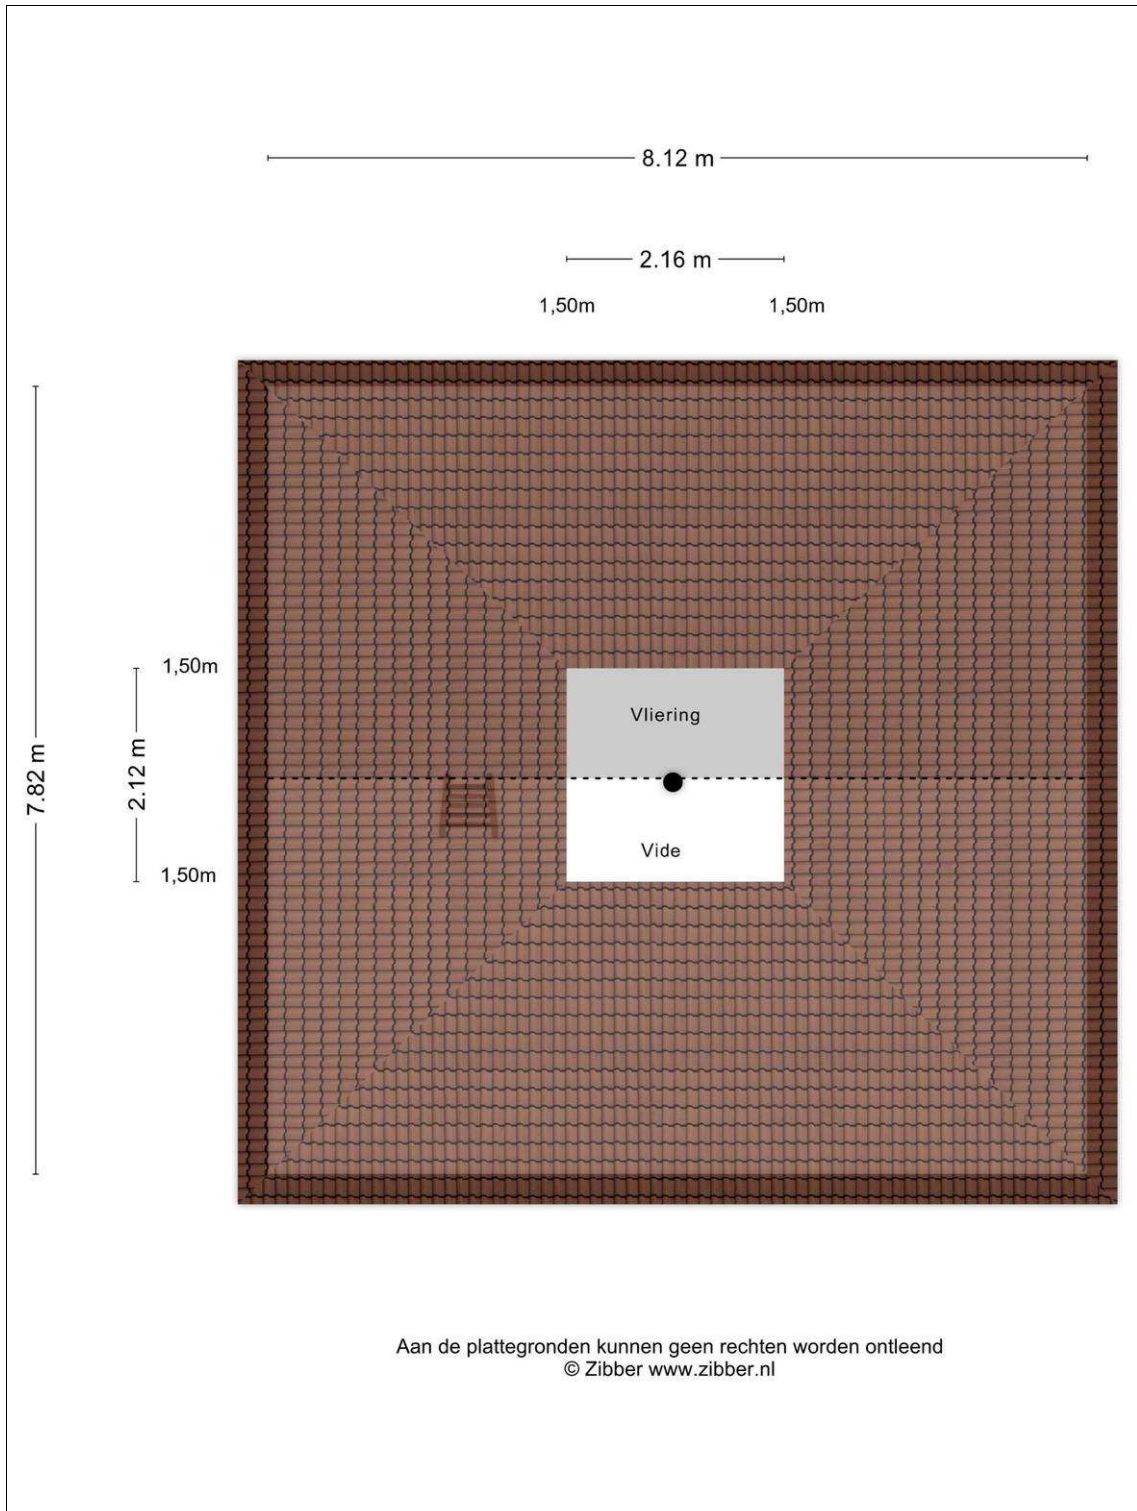 8.12 m
2.16 m
1,50m 1,50m
1,50m
Vliering
2.12 m
7.82 m
Vide
1,50m
Aan de plattegronden kunnen geen rechten worden ontleend
© Zibber www.zibber.nl